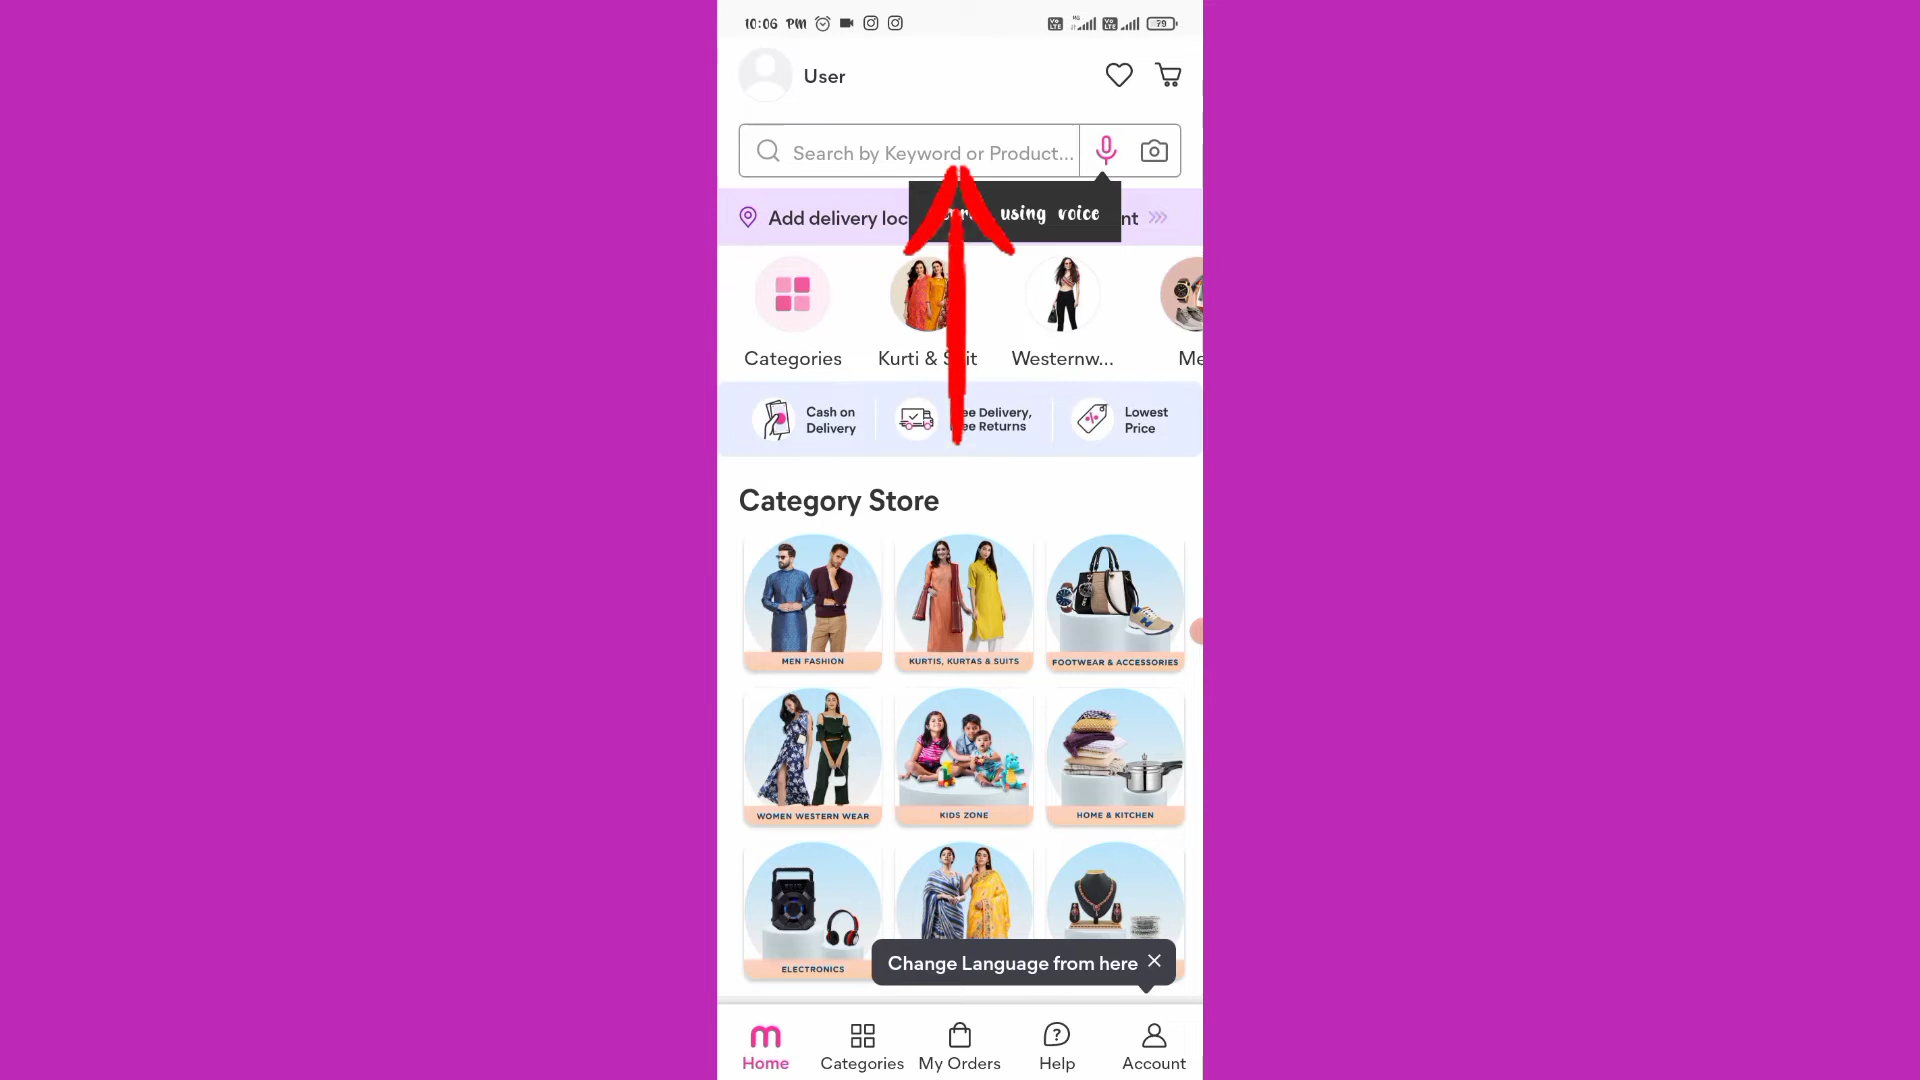 10:06 PM
79
User
Search by Keyword or Product...
using voice
Add delivery loc nt
Categories
Kurti & S it
Westernw...
Me
Cash on
Delivery
ee Delivery,
ee Returns
Lowest
Price
Category Store
MEN FASHION
KURTIS, KURTAS & SUITS
FOOTWEAR & ACCESSORIES
WOMEN WESTERN WEAR
KIDS ZONE
HOME & KITCHEN
ELECTRONICS
Change Language from here
Home
Categories
My Orders
Help
Account